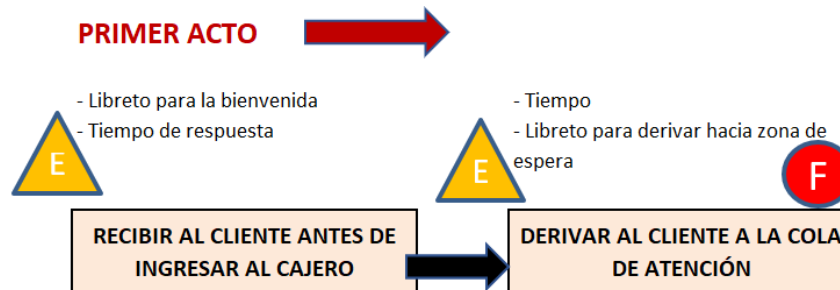 PRIMER ACTO
- Libreto para la bienvenida
- Tiempo de respuesta
E
- Tiempo
- Libreto para derivar hacia zona de
espera
E
F
RECIBIR AL CLIENTE ANTES DE
INGRESAR AL CAJERO
DERIVAR AL CLIENTE A LA COLA
DE ATENCIÓN